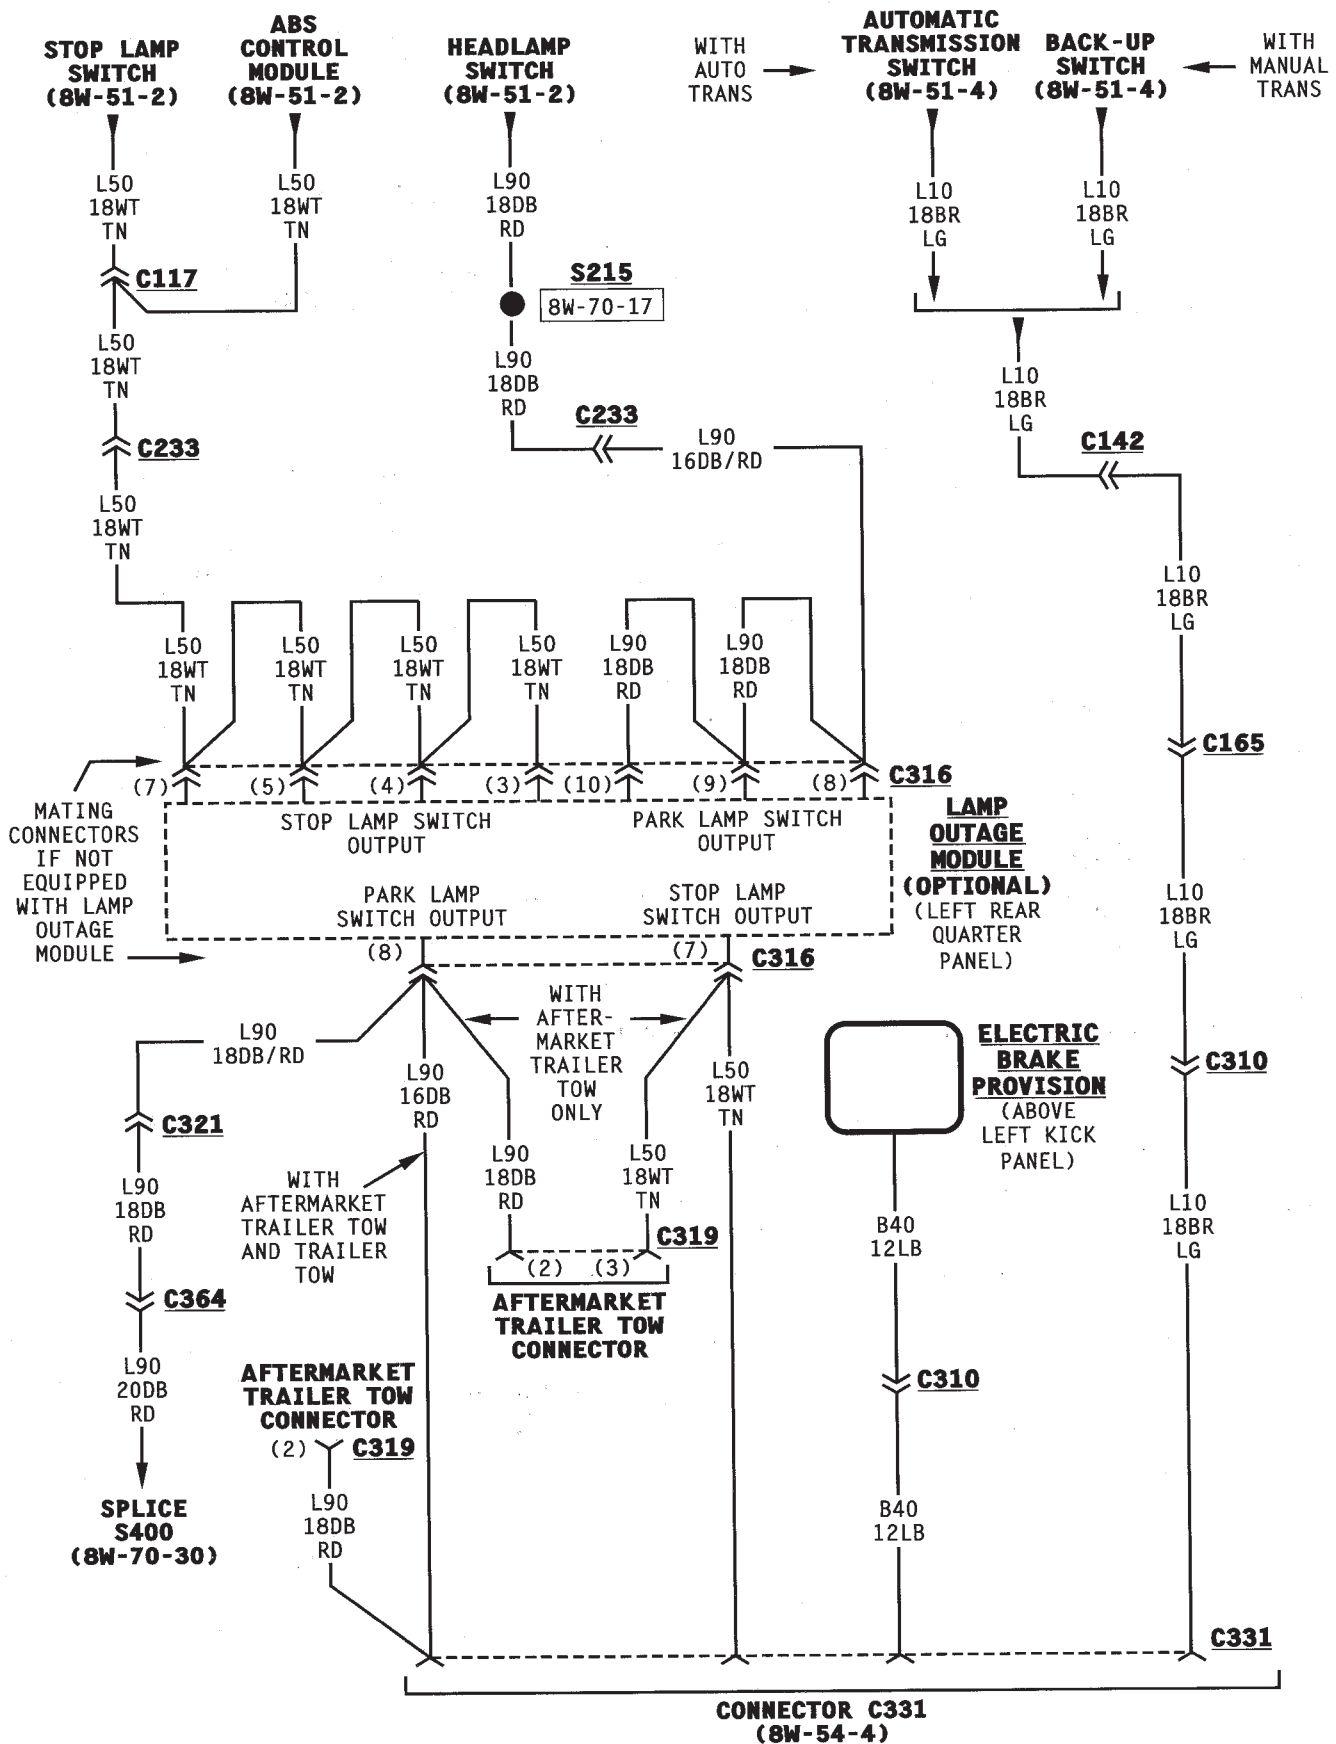 STOP LAMP
SWITCH
(8W-51-2)
ABS
CONTROL
MODULE
(8W-51-2)
HEADLAMP
SWITCH
(8W-51-2)
WITH
AUTO
TRANS
AUTOMATIC
TRANSMISSION
SWITCH
(8W-51-4)
BACK-UP
SWITCH
(8W-51-4)
WITH
MANUAL
TRANS
L50
18WT
TN
L50
18WT
TN
L90
18DB
RD
L10
18BR
LG
L10
18BR
LG
C117
S215
8W-70-17
L50
18WT
TN
L90
18DB
RD
L10
18BR
LG
C233
C233
L90
16DB/RD
C142
L50
18WT
TN
L10
18BR
LG
L50
18WT
TN
L50
18WT
TN
L50
18WT
TN
L50
18WT
TN
L90
18DB
RD
L90
18DB
RD
C165
(7)
(5)
(4)
(3)
(10)
(9)
(8)
C316
MATING
CONNECTORS
IF NOT
EQUIPPED
WITH LAMP
OUTAGE
MODULE
STOP LAMP SWITCH
OUTPUT
PARK LAMP SWITCH
OUTPUT
PARK LAMP
SWITCH OUTPUT
STOP LAMP
SWITCH OUTPUT
LAMP
OUTAGE
MODULE
(OPTIONAL)
(LEFT REAR
QUARTER
PANEL)
L10
18BR
LG
(8)
(7)
C316
WITH
AFTER-
MARKET
TRAILER
TOW
ONLY
L90
18DB/RD
L90
16DB
RD
L50
18WT
TN
ELECTRIC
BRAKE
PROVISION
(ABOVE
LEFT KICK
PANEL)
C310
C321
L90
18DB
RD
WITH
AFTERMARKET
TRAILER TOW
AND TRAILER
TOW
L90
18DB
RD
L50
18WT
TN
B40
12LB
L10
18BR
LG
C319
(2)
(3)
AFTERMARKET
TRAILER TOW
CONNECTOR
C364
L90
20DB
RD
AFTERMARKET
TRAILER TOW
CONNECTOR
(2)
C319
C310
SPLICE
S400
(8W-70-30)
L90
18DB
RD
B40
12LB
C331
CONNECTOR C331
(8W-54-4)